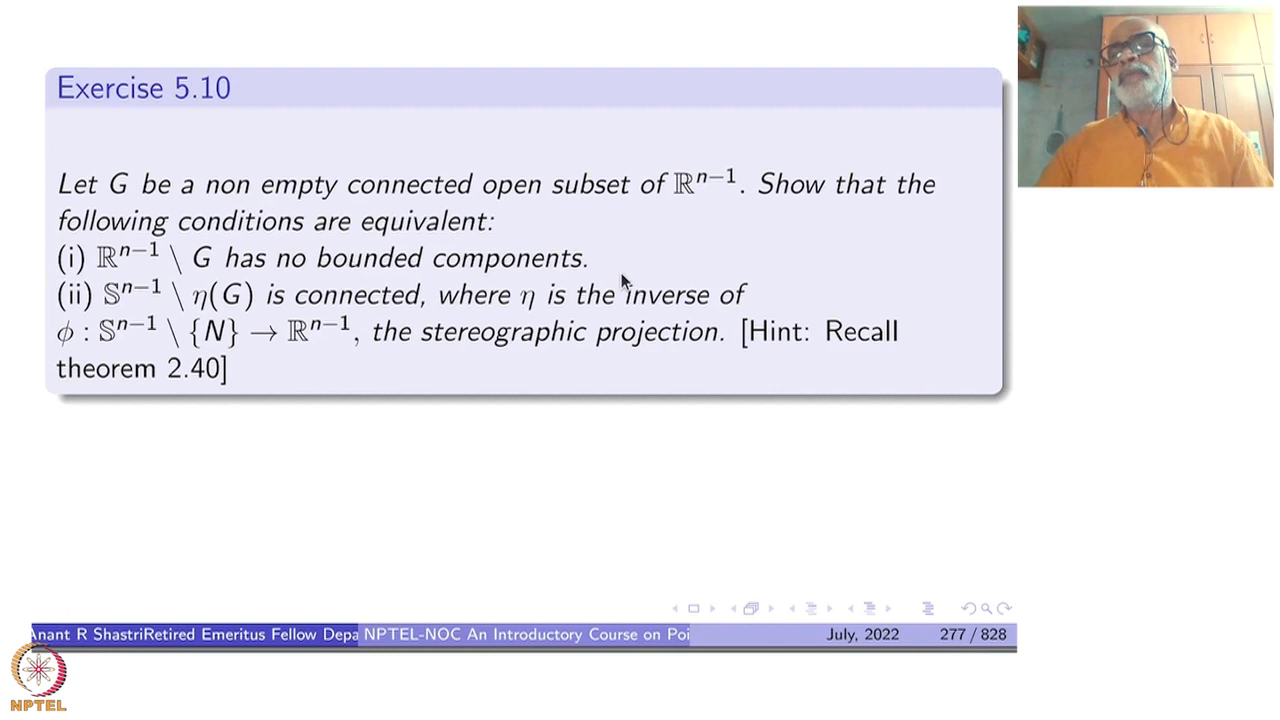 Exercise 5.10
Let G be a non empty connected open subset of ℝⁿ⁻¹. Show that the
following conditions are equivalent:
(i) ℝⁿ⁻¹ \ G has no bounded components.
(ii) 𝕊ⁿ⁻¹ \ η(G) is connected, where η is the inverse of
ϕ : 𝕊ⁿ⁻¹ \ {N} → ℝⁿ⁻¹, the stereographic projection. [Hint: Recall
theorem 2.40]
Anant R ShastriRetired Emeritus Fellow Depa NPTEL-NOC An Introductory Course on Poi July, 2022 277 / 828
NPTEL